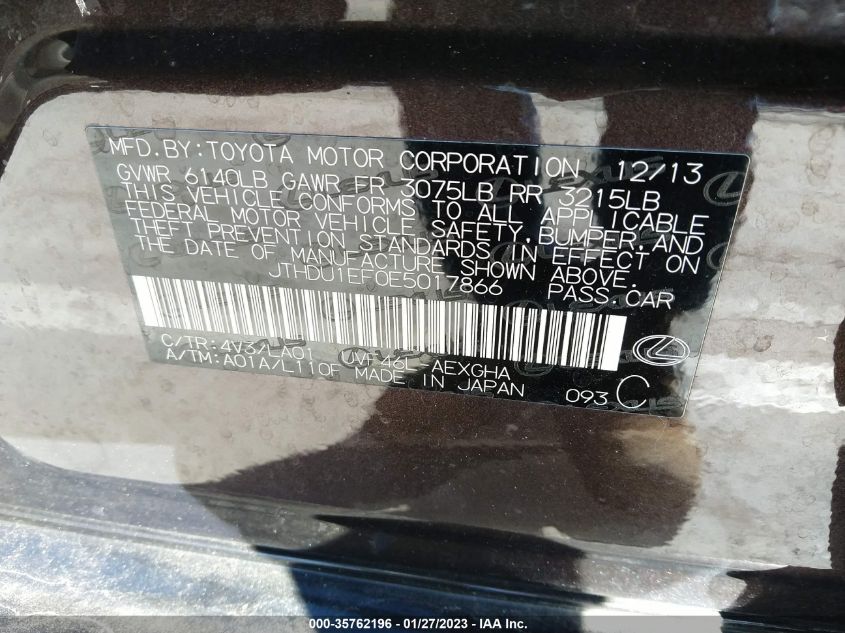 MFD.BY:TOYOTA MOTOR CORPORATION 12/13
GVWR 6140LB GAWR FR 3075LB RR 3215LB
THIS VEHICLE CONFORMS TO ALL APPLICABLE
FEDERAL MOTOR VEHICLE SAFETY,BUMPER,AND
THEFT PREVENTION STANDARDS IN EFFECT ON
THE DATE OF MANUFACTURE SHOWN ABOVE.
JTHDU1EF0E5017866 PASS.CAR
C/TR:4V3/LA01 UVF46L AEXGHA
A/TM:A01A/L110F MADE IN JAPAN 093 C
000-35762196 - 01/27/2023 - IAA Inc.